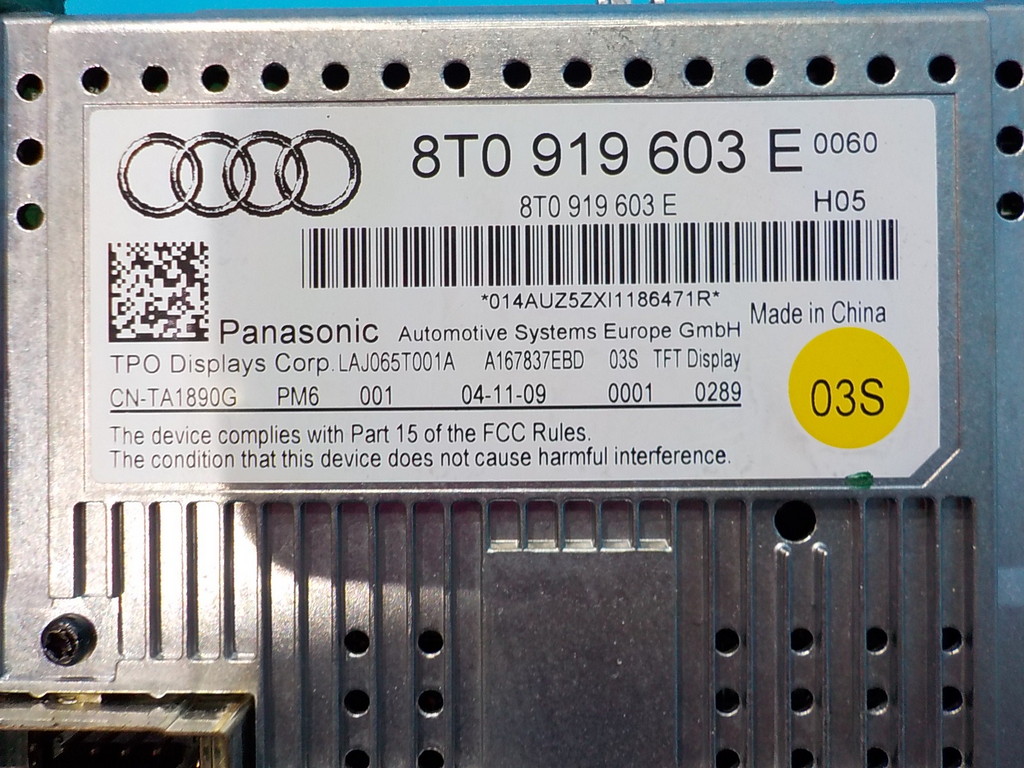 8T0 919 603 E 0060
8T0 919 603 E H05
*014AUZ5ZXI1186471R*
Panasonic Automotive Systems Europe GmbH Made in China
TPO Displays Corp. LAJ065T001A A167837EBD 03S TFT Display
CN-TA1890G PM6 001 04-11-09 0001 0289
03S
The device complies with Part 15 of the FCC Rules.
The condition that this device does not cause harmful interference.